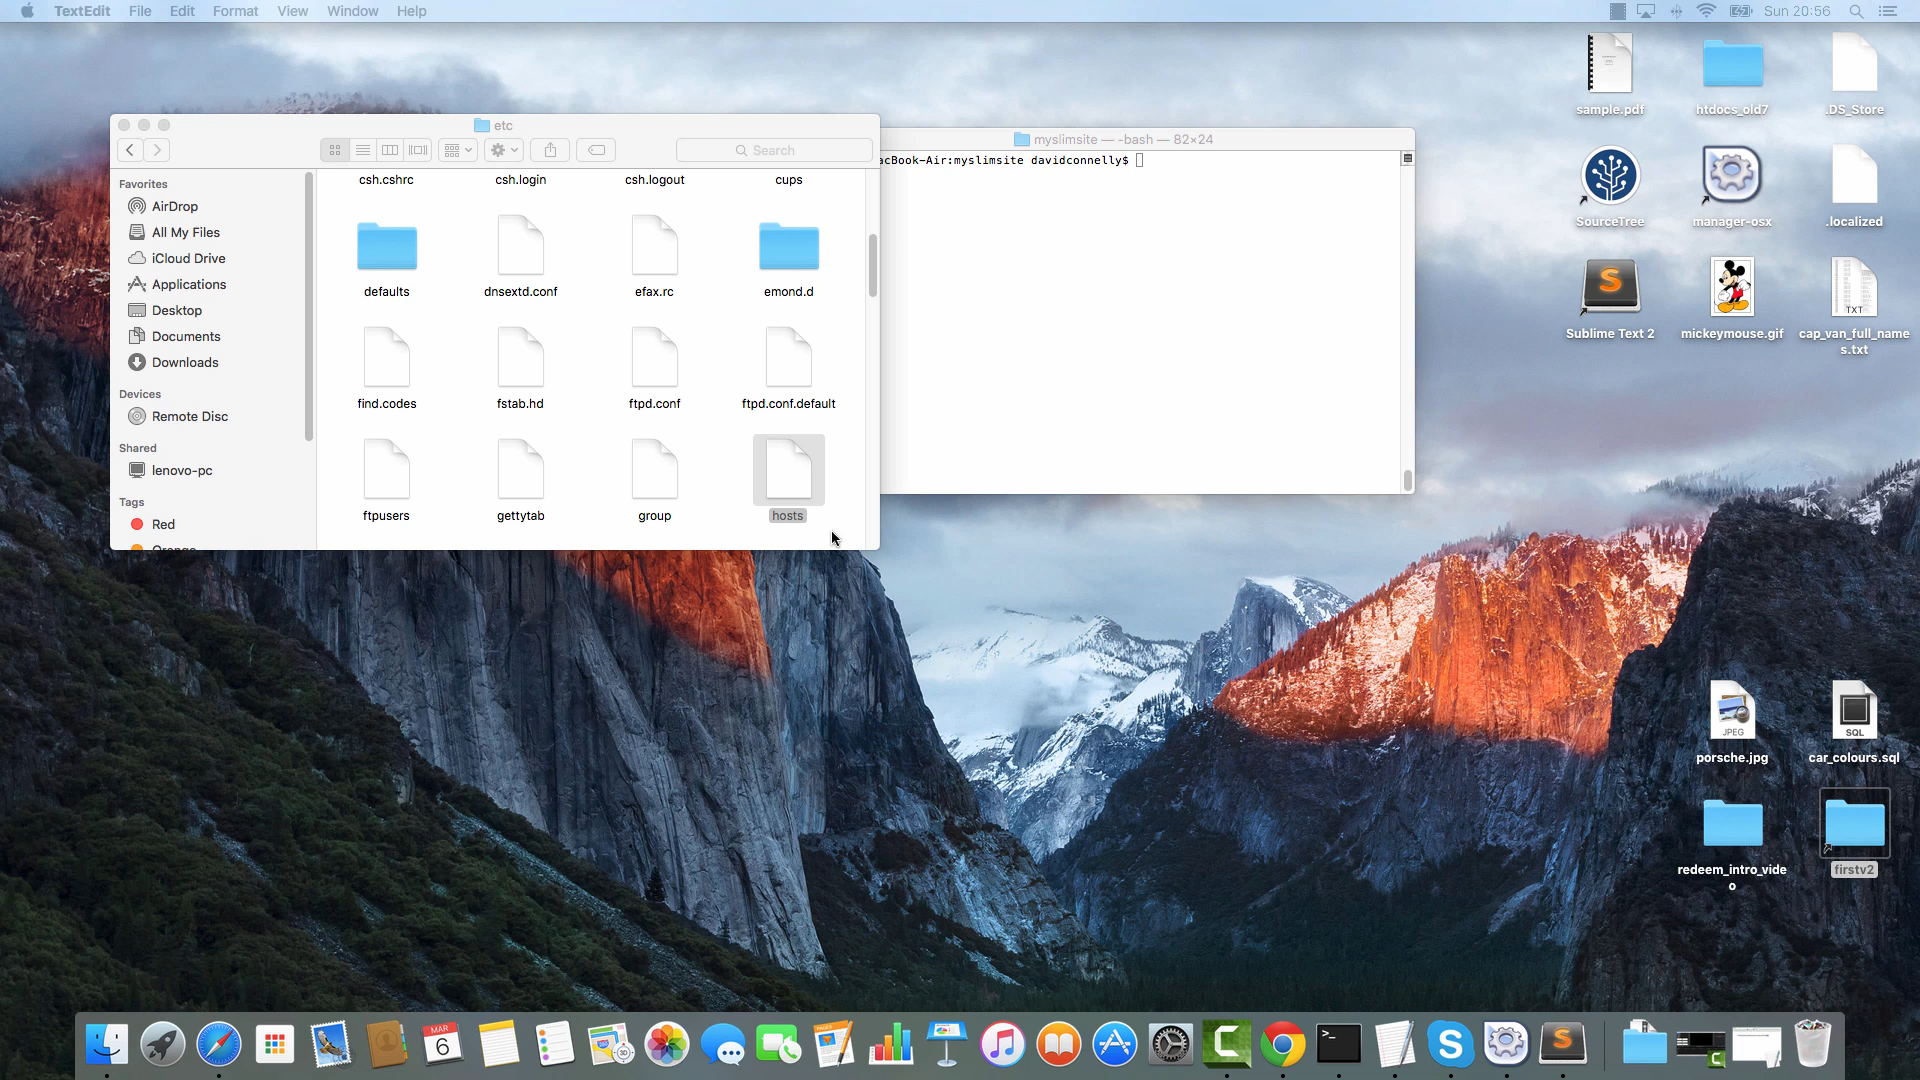 TextEdit File Edit Format View Window Help
Sun 20:56
etc
Search
Favorites
AirDrop
All My Files
iCloud Drive
Applications
Desktop
Documents
Downloads
Devices
Remote Disc
Shared
lenovo-pc
Tags
Red
Orange
csh.cshrc csh.login csh.logout cups
defaults dnsextd.conf efax.rc emond.d
find.codes fstab.hd ftpd.conf ftpd.conf.default
ftpusers gettytab group hosts
myslimsite — -bash — 82×24
acBook-Air:myslimsite davidconnelly$
sample.pdf htdocs_old7 .DS_Store
SourceTree manager-osx .localized
TXT
Sublime Text 2 mickeymouse.gif cap_van_full_name
s.txt
JPEG SQL
porsche.jpg car_colours.sql
redeem_intro_vide
o
firstv2
MAR
6
3D
PAGES